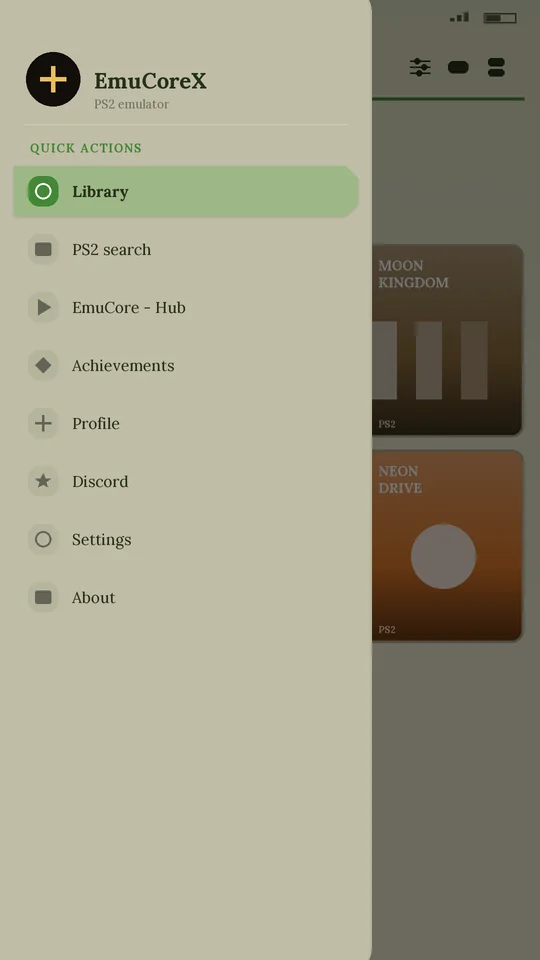 EmuCoreX
PS2 emulator
QUICK ACTIONS
Library
PS2 search
EmuCore - Hub
Achievements
Profile
Discord
Settings
About
MOON
KINGDOM
PS2
NEON
DRIVE
PS2